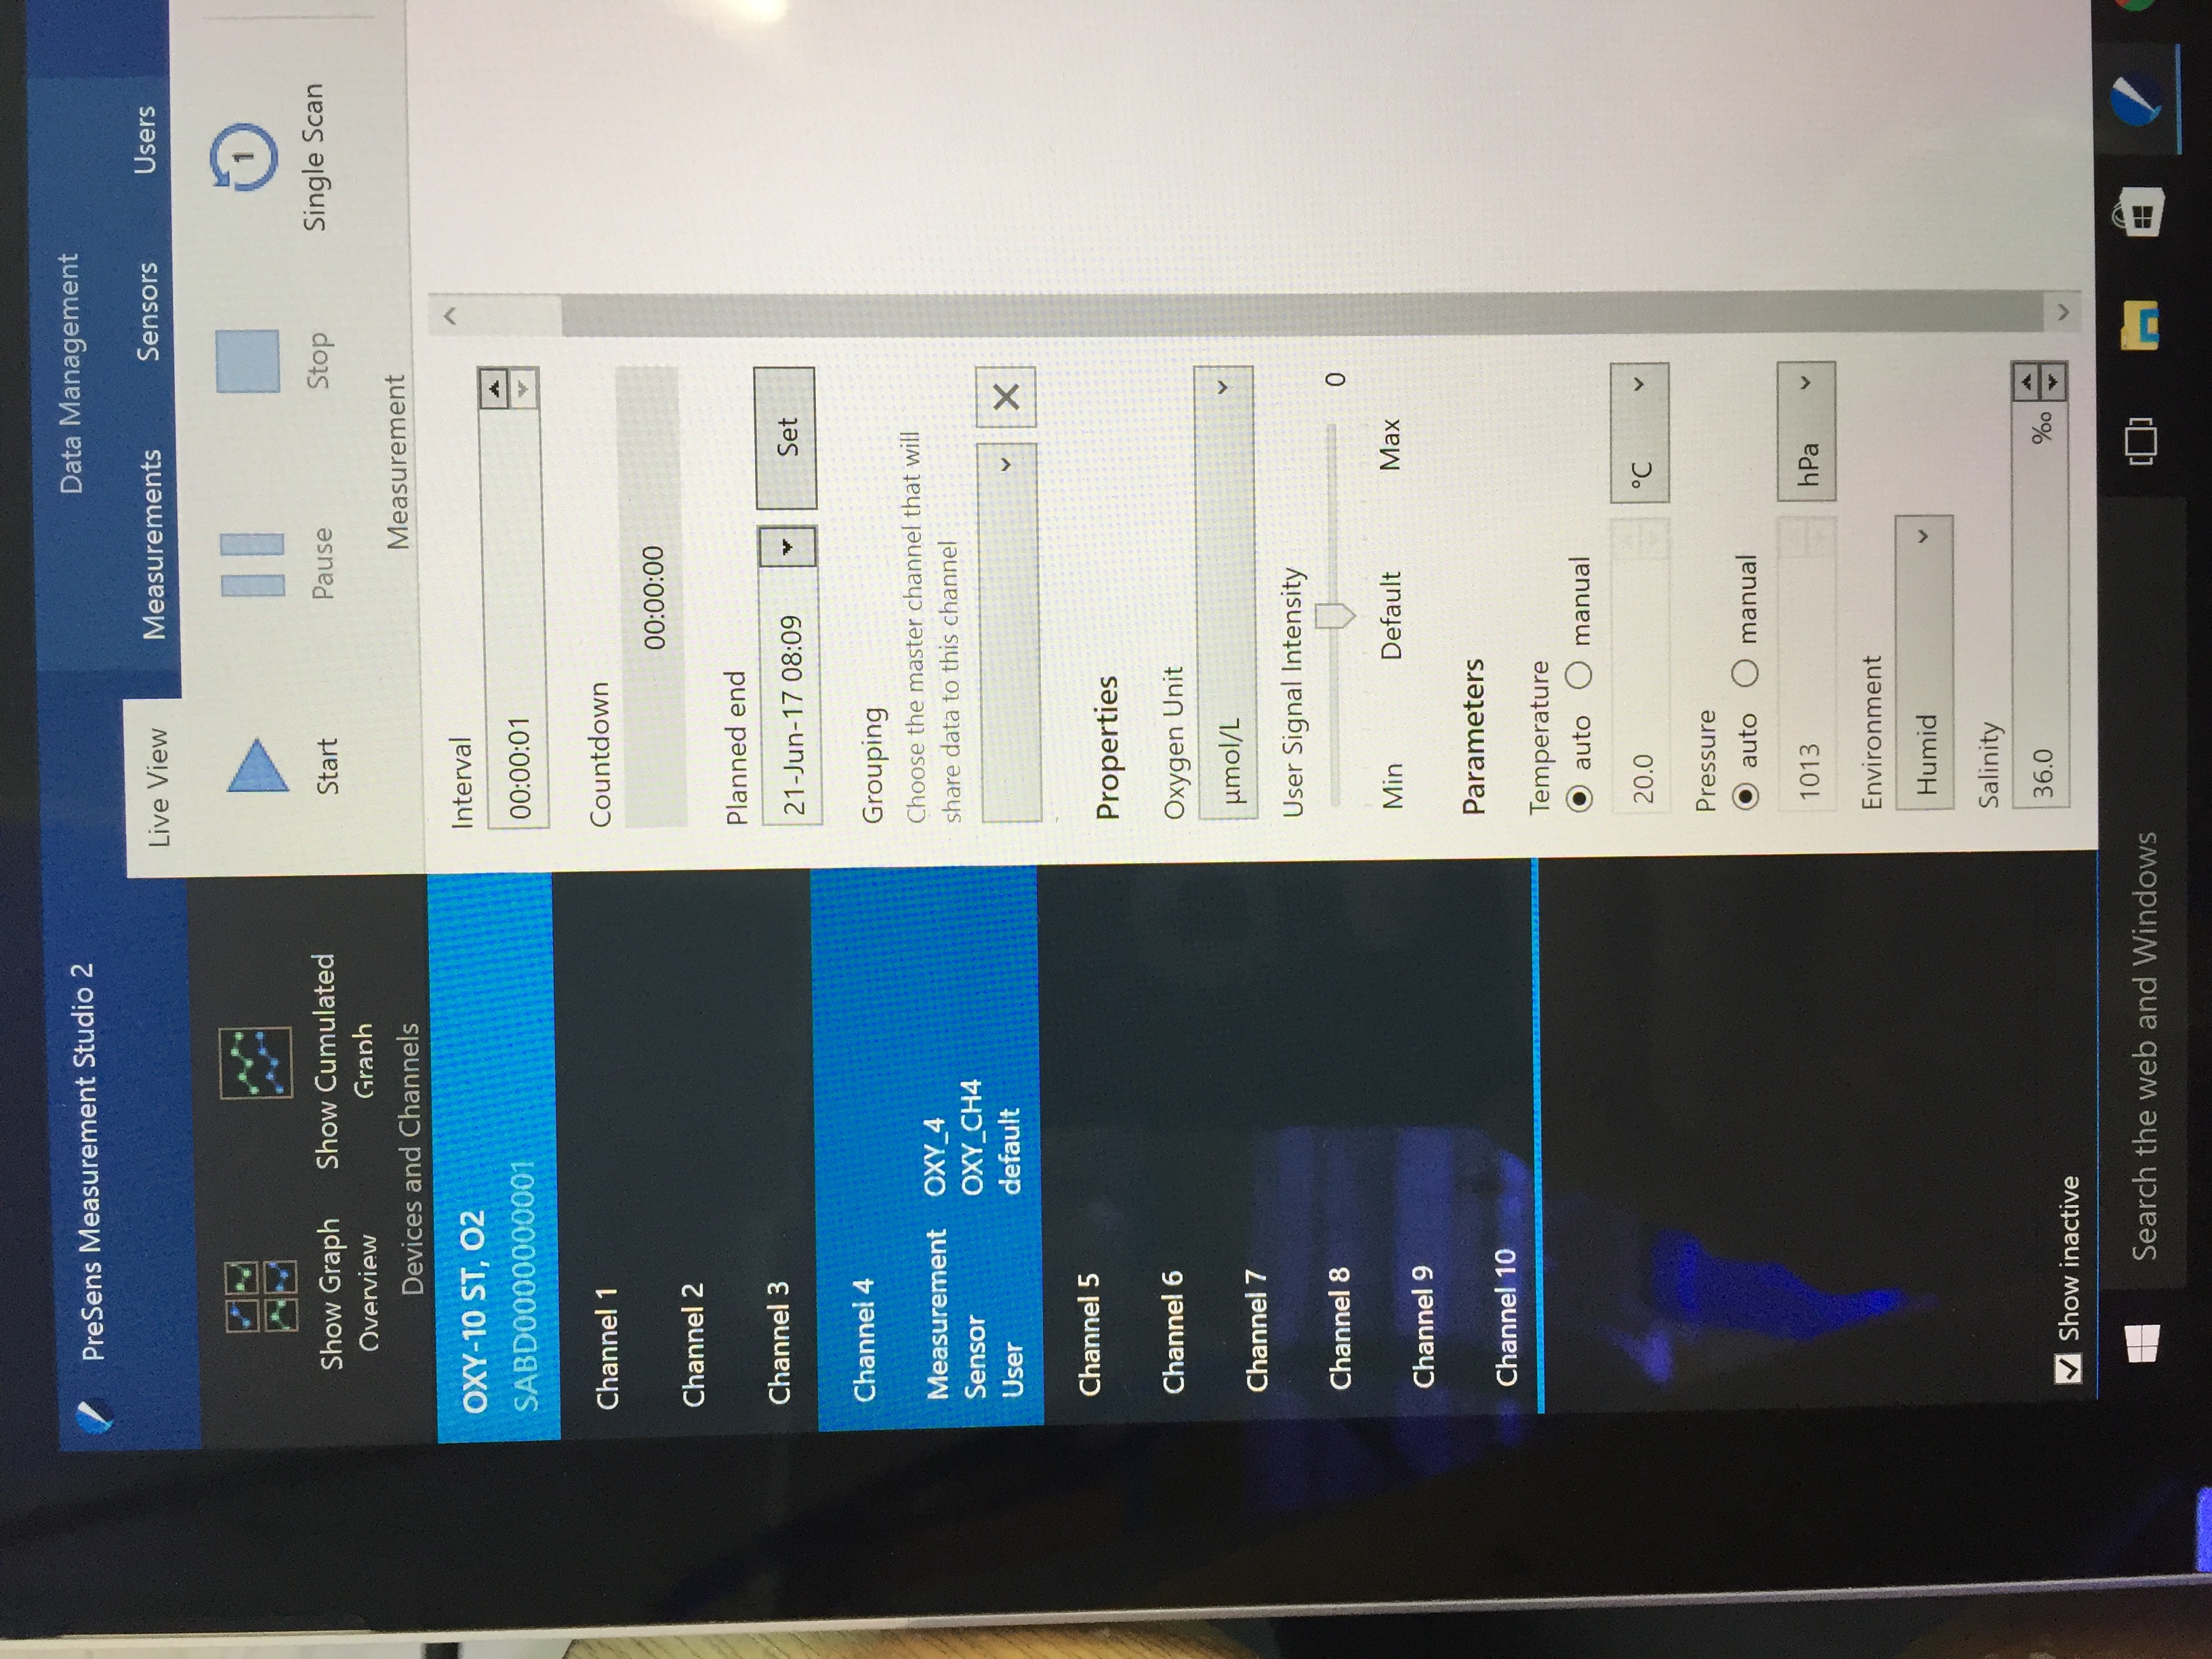 PreSens Measurement Studio 2
Data Management
Live View
Measurements
Sensors
Users
Show Graph
Overview
Show Cumulated
Graph
Devices and Channels
Start
Pause
Stop
1
Single Scan
Measurement
OXY-10 ST, O2
SABD0000000001
Channel 1
Channel 2
Channel 3
Channel 4
Measurement OXY_4
Sensor OXY_CH4
User default
Channel 5
Channel 6
Channel 7
Channel 8
Channel 9
Channel 10
Show inactive
Interval
00:00:01
Countdown
00:00:00
Planned end
21-Jun-17 08:09
Set
Grouping
Choose the master channel that will
share data to this channel
Properties
Oxygen Unit
µmol/L
User Signal Intensity
0
Min Default Max
Parameters
Temperature
auto manual
20.0 °C
Pressure
auto manual
1013 hPa
Environment
Humid
Salinity
36.0 ‰
Search the web and Windows